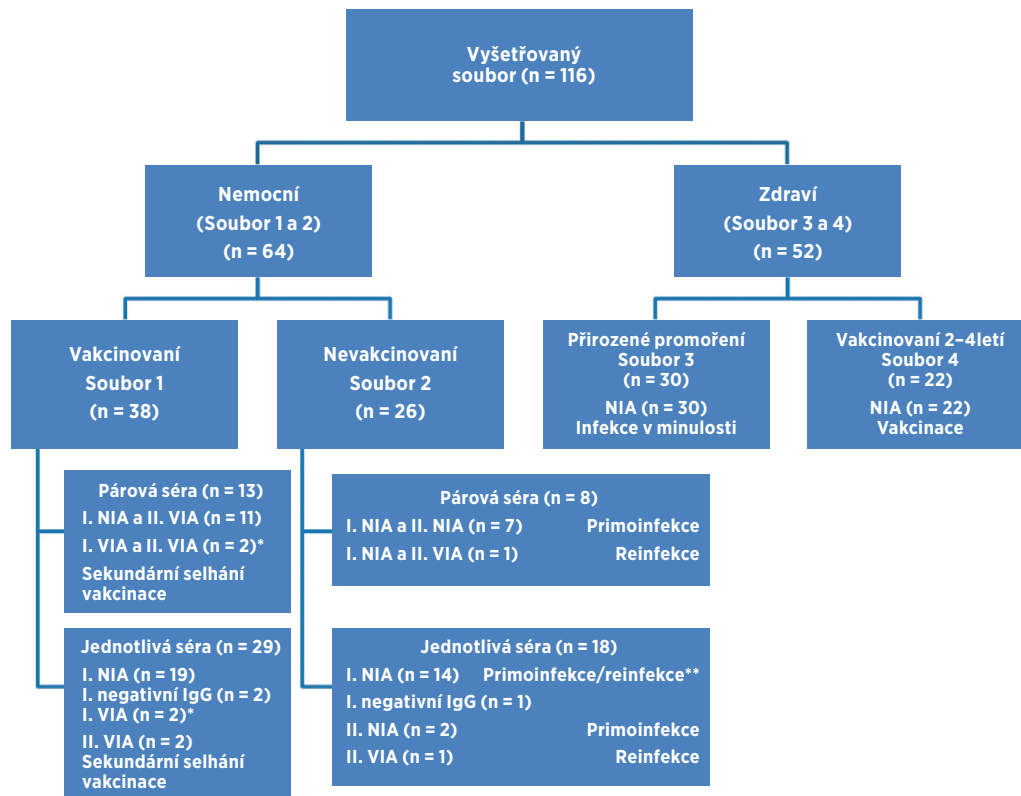 Vyšetřovaný
soubor (n = 116)
Nemocní
(Soubor 1 a 2)
(n = 64)
Zdraví
(Soubor 3 a 4)
(n = 52)
Vakcinovaní
Soubor 1
(n = 38)
Nevakcinovaní
Soubor 2
(n = 26)
Přirozené promoření
Soubor 3
(n = 30)
NIA (n = 30)
Infekce v minulosti
Vakcinovaní 2–4letí
Soubor 4
(n = 22)
NIA (n = 22)
Vakcinace
Párová séra (n = 13)
I. NIA a II. VIA (n = 11)
I. VIA a II. VIA (n = 2)*
Sekundární selhání
vakcinace
Párová séra (n = 8)
I. NIA a II. NIA (n = 7) Primoinfekce
I. NIA a II. VIA (n = 1) Reinfekce
Jednotlivá séra (n = 29)
I. NIA (n = 19)
I. negativní IgG (n = 2)
I. VIA (n = 2)*
II. VIA (n = 2)
Sekundární selhání
vakcinace
Jednotlivá séra (n = 18)
I. NIA (n = 14) Primoinfekce/reinfekce**
I. negativní IgG (n = 1)
II. NIA (n = 2) Primoinfekce
II. VIA (n = 1) Reinfekce